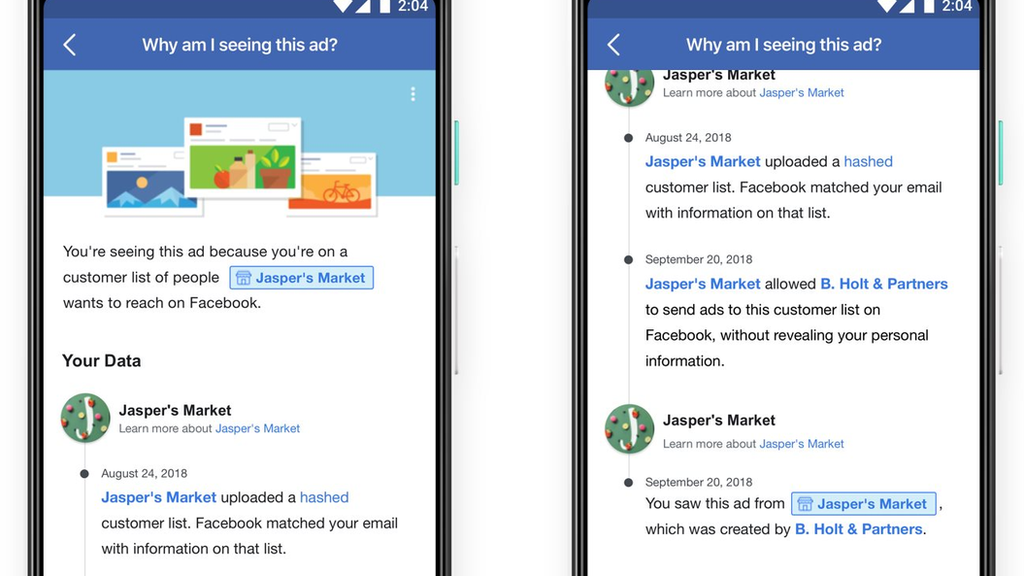 2:04
Why am I seeing this ad?
You're seeing this ad because you're on a
customer list of people Jasper's Market
wants to reach on Facebook.
Your Data
Jasper's Market
Learn more about Jasper's Market
August 24, 2018
Jasper's Market uploaded a hashed
customer list. Facebook matched your email
with information on that list.
2:04
Why am I seeing this ad?
Jasper's Market
Learn more about Jasper's Market
August 24, 2018
Jasper's Market uploaded a hashed
customer list. Facebook matched your email
with information on that list.
September 20, 2018
Jasper's Market allowed B. Holt & Partners
to send ads to this customer list on
Facebook, without revealing your personal
information.
Jasper's Market
Learn more about Jasper's Market
September 20, 2018
You saw this ad from Jasper's Market ,
which was created by B. Holt & Partners.